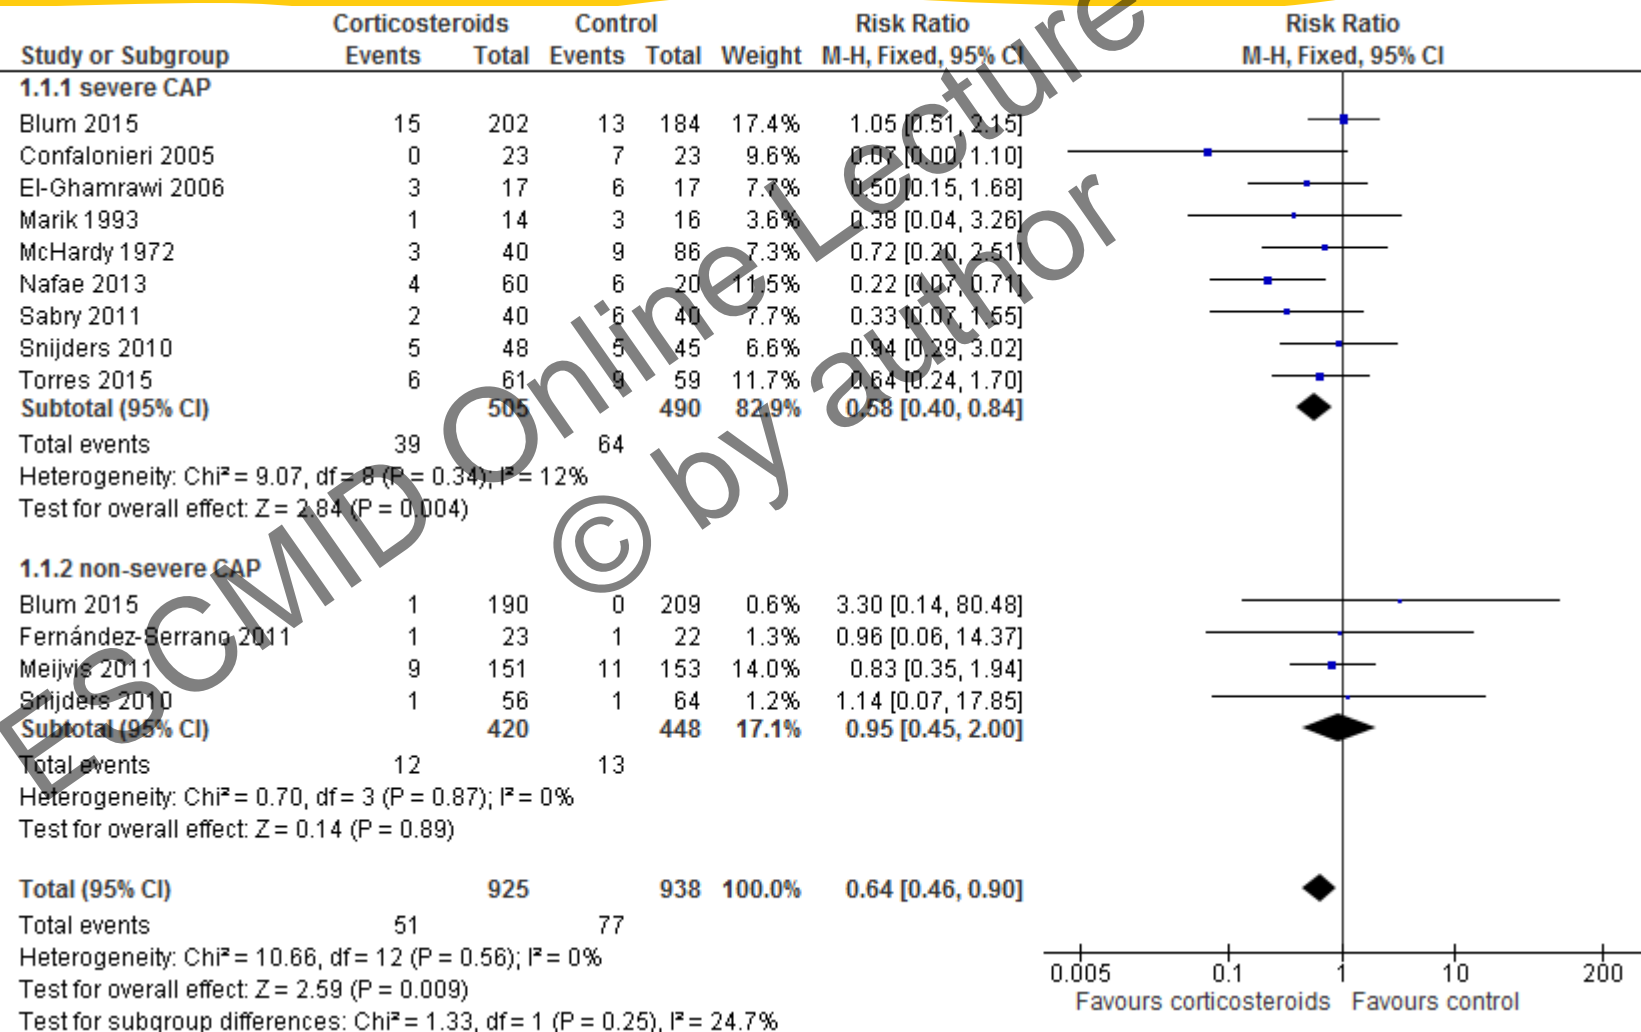 Corticosteroids Control Risk Ratio Risk Ratio
Study or Subgroup Events Total Events Total Weight M-H, Fixed, 95% CI M-H, Fixed, 95% CI
1.1.1 severe CAP
Blum 2015 15 202 13 184 17.4% 1.05 [0.51, 2.15]
Confalonieri 2005 0 23 7 23 9.6% 0.07 [0.00, 1.10]
El-Ghamrawi 2006 3 17 6 17 7.7% 0.50 [0.15, 1.68]
Marik 1993 1 14 3 16 3.6% 0.38 [0.04, 3.26]
McHardy 1972 3 40 9 86 7.3% 0.72 [0.20, 2.51]
Nafae 2013 4 60 6 20 11.5% 0.22 [0.07, 0.71]
Sabry 2011 2 40 6 40 7.7% 0.33 [0.07, 1.55]
Snijders 2010 5 48 5 45 6.6% 0.94 [0.29, 3.02]
Torres 2015 6 61 9 59 11.7% 0.64 [0.24, 1.70]
Subtotal (95% CI) 505 490 82.9% 0.58 [0.40, 0.84]
Total events 39 64
Heterogeneity: Chi² = 9.07, df = 8 (P = 0.34); I² = 12%
Test for overall effect: Z = 2.84 (P = 0.004)
1.1.2 non-severe CAP
Blum 2015 1 190 0 209 0.6% 3.30 [0.14, 80.48]
Fernández-Serrano 2011 1 23 1 22 1.3% 0.96 [0.06, 14.37]
Meijvis 2011 9 151 11 153 14.0% 0.83 [0.35, 1.94]
Snijders 2010 1 56 1 64 1.2% 1.14 [0.07, 17.85]
Subtotal (95% CI) 420 448 17.1% 0.95 [0.45, 2.00]
Total events 12 13
Heterogeneity: Chi² = 0.70, df = 3 (P = 0.87); I² = 0%
Test for overall effect: Z = 0.14 (P = 0.89)
Total (95% CI) 925 938 100.0% 0.64 [0.46, 0.90]
Total events 51 77
Heterogeneity: Chi² = 10.66, df = 12 (P = 0.56); I² = 0%
Test for overall effect: Z = 2.59 (P = 0.009)
Test for subgroup differences: Chi² = 1.33, df = 1 (P = 0.25), I² = 24.7%
0.005 0.1 1 10 200
Favours corticosteroids Favours control
ESCMID Online Lecture
© by author